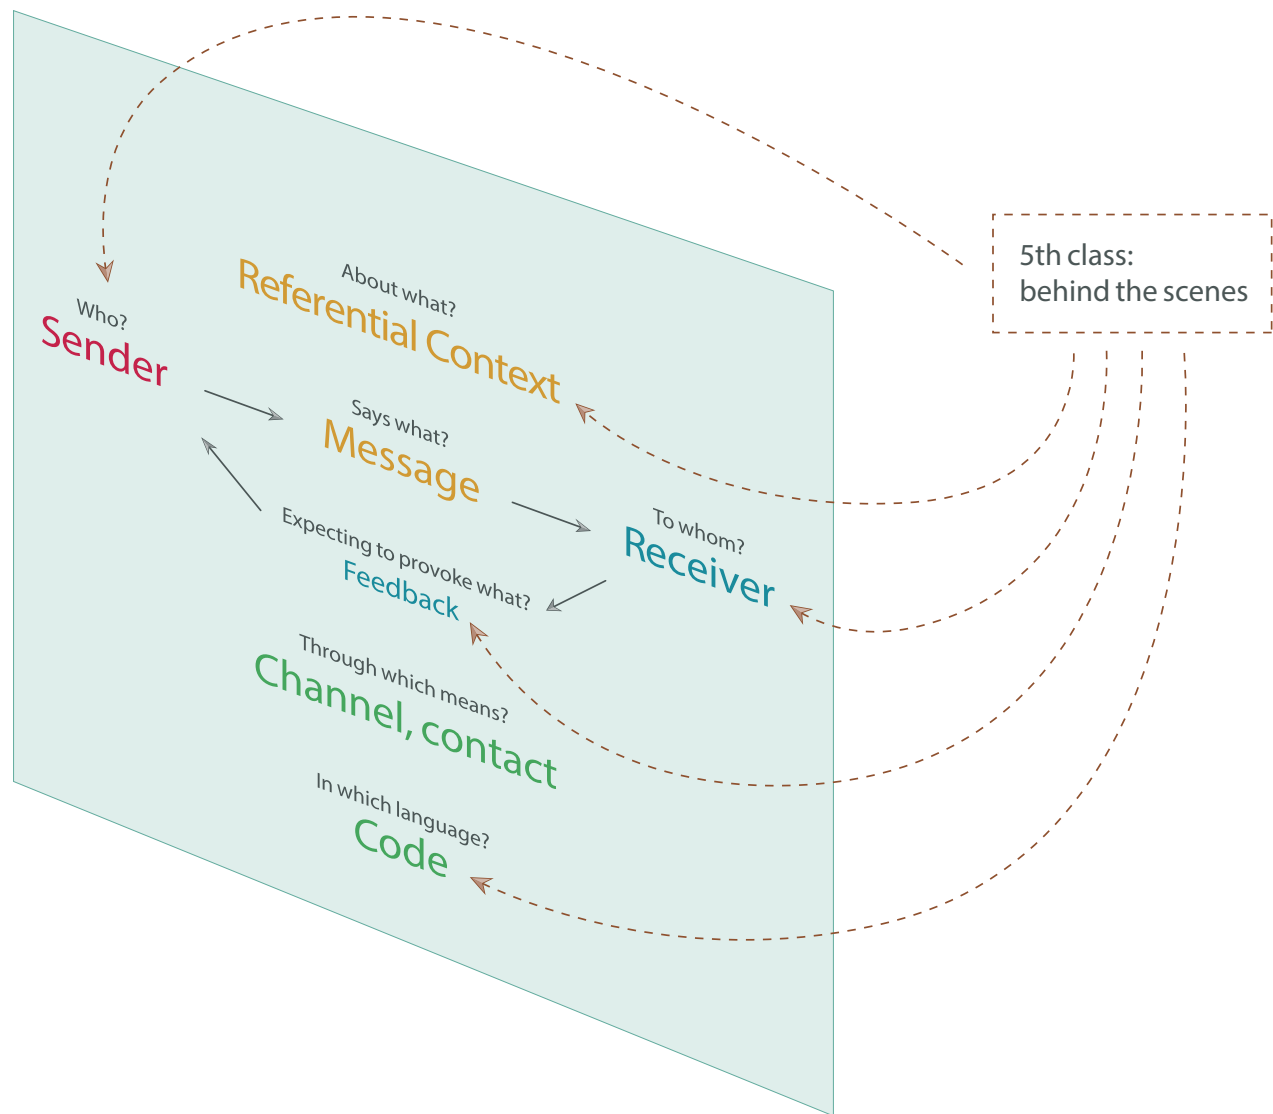 5th class:
behind the scenes
About what?
Referential Context
Who?
Sender
Says what?
Message
To whom?
Receiver
Expecting to provoke what?
Feedback
Through which means?
Channel, contact
In which language?
Code